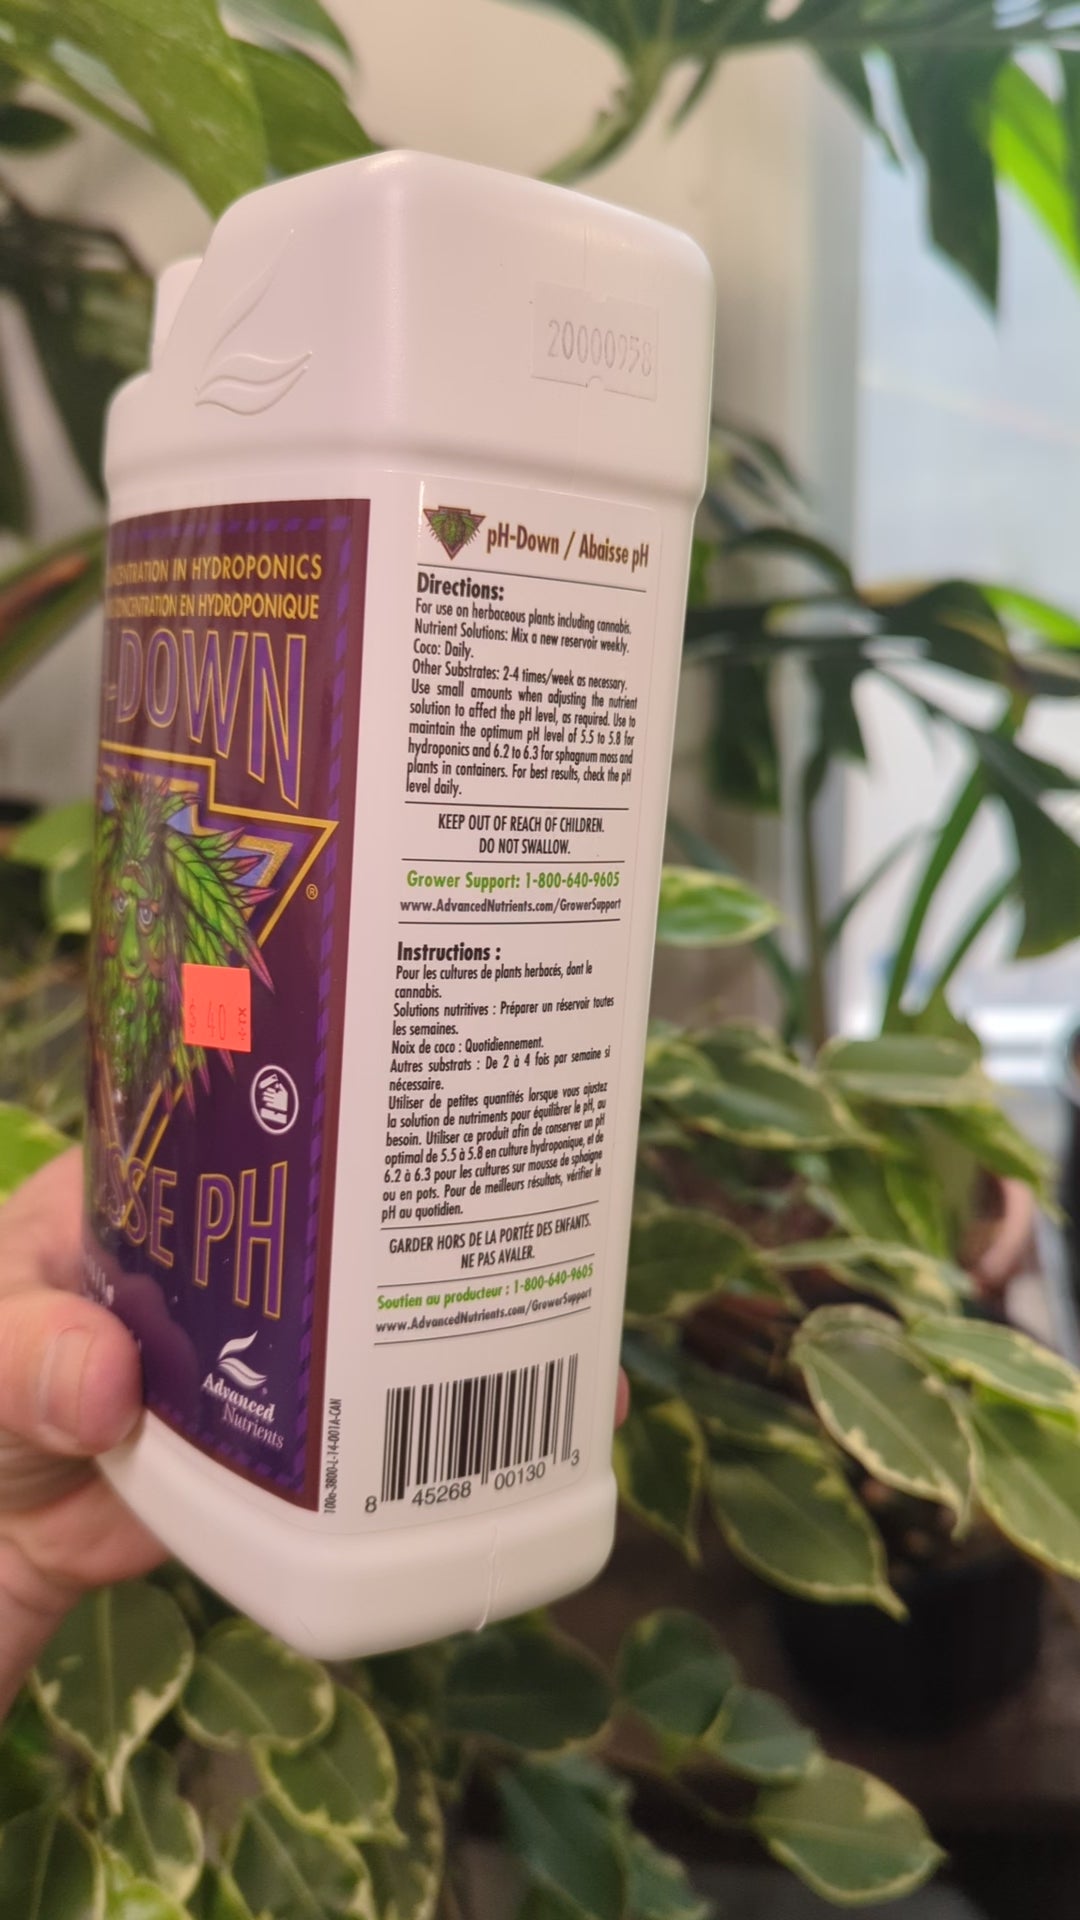 20000958
pH-Down / Abaisse pH
Directions:
For use on herbaceous plants including cannabis.
Nutrient Solutions: Mix a new reservoir weekly.
Coco: Daily.
Other Substrates: 2-4 times/week as necessary.
Use small amounts when adjusting the nutrient
solution to affect the pH level, as required. Use to
maintain the optimum pH level of 5.5 to 5.8 for
hydroponics and 6.2 to 6.3 for sphagnum moss and
plants in containers. For best results, check the pH
level daily.
KEEP OUT OF REACH OF CHILDREN.
DO NOT SWALLOW.
Grower Support: 1-800-640-9605
www.AdvancedNutrients.com/GrowerSupport
Instructions :
Pour les cultures de plants herbacés, dont le
cannabis.
Solutions nutritives : Préparer un réservoir toutes
les semaines.
Noix de coco : Quotidiennement.
Autres substrats : De 2 à 4 fois par semaine si
nécessaire.
Utiliser de petites quantités lorsque vous ajustez
la solution de nutriments pour équilibrer le pH, au
besoin. Utiliser ce produit afin de conserver un pH
optimal de 5.5 à 5.8 en culture hydroponique, et de
6.2 à 6.3 pour les cultures sur mousse de sphaigne
ou en pots. Pour de meilleurs résultats, vérifier le
pH au quotidien.
GARDER HORS DE LA PORTÉE DES ENFANTS.
NE PAS AVALER.
Soutien au producteur : 1-800-640-9605
www.AdvancedNutrients.com/GrowerSupport
8 45268 00130 3
IN HYDROPONICS
CONCENTRATION EN HYDROPONIQUE
-DOWN
®
$ 40 +TX
SSE PH
Advanced
Nutrients